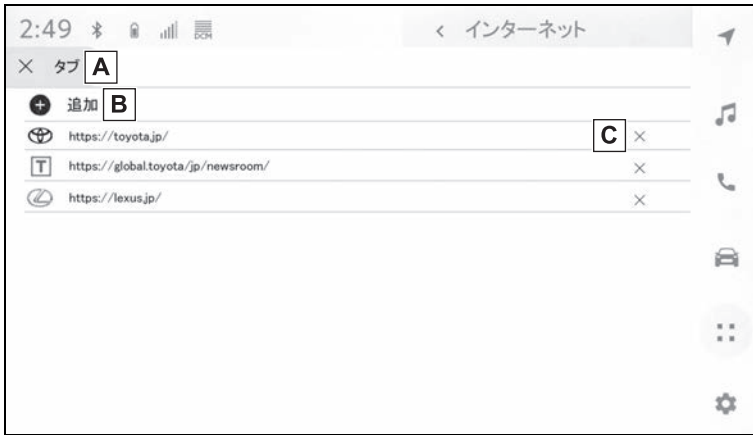 2:49 DCM < インターネット
× タブ A
+ 追加 B
https://toyota.jp/ C ×
T https://global.toyota/jp/newsroom/ ×
https://lexus.jp/ ×